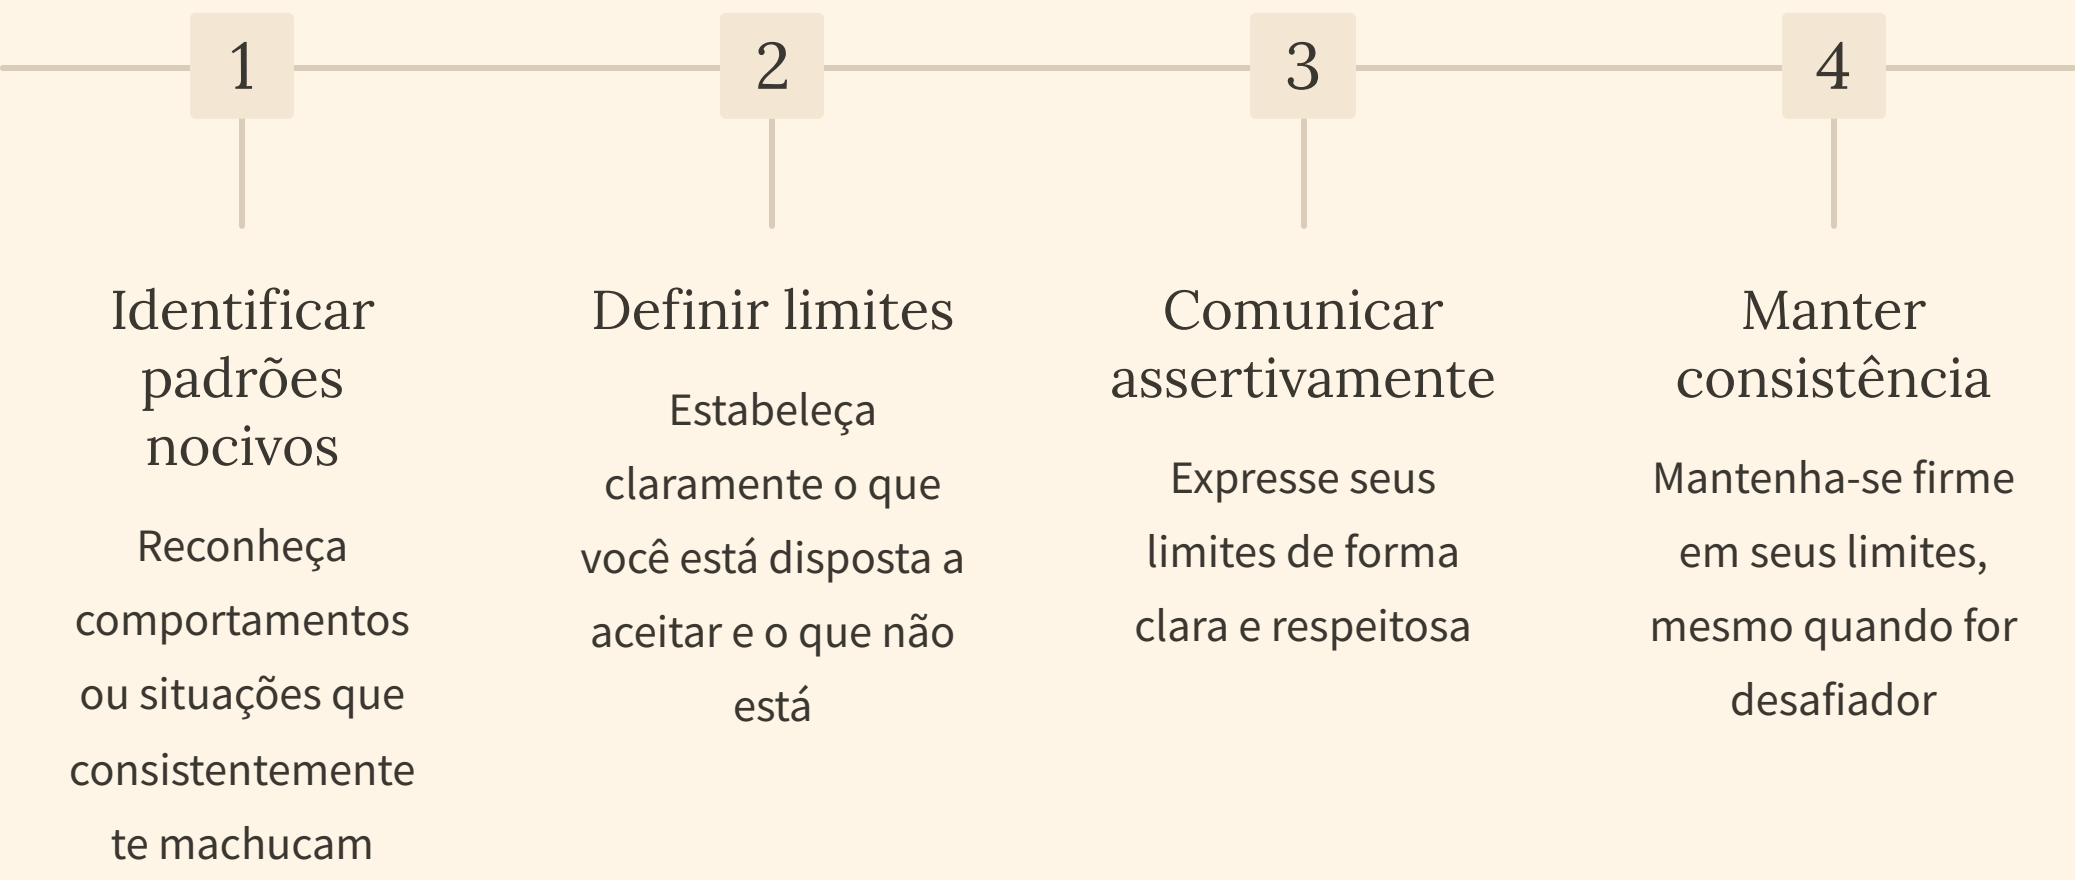 1
Identificar
padrões
nocivos
Reconheça
comportamentos
ou situações que
consistentemente
te machucam
2
Definir limites
Estabeleça
claramente o que
você está disposta a
aceitar e o que não
está
3
Comunicar
assertivamente
Expresse seus
limites de forma
clara e respeitosa
4
Manter
consistência
Mantenha-se firme
em seus limites,
mesmo quando for
desafiador